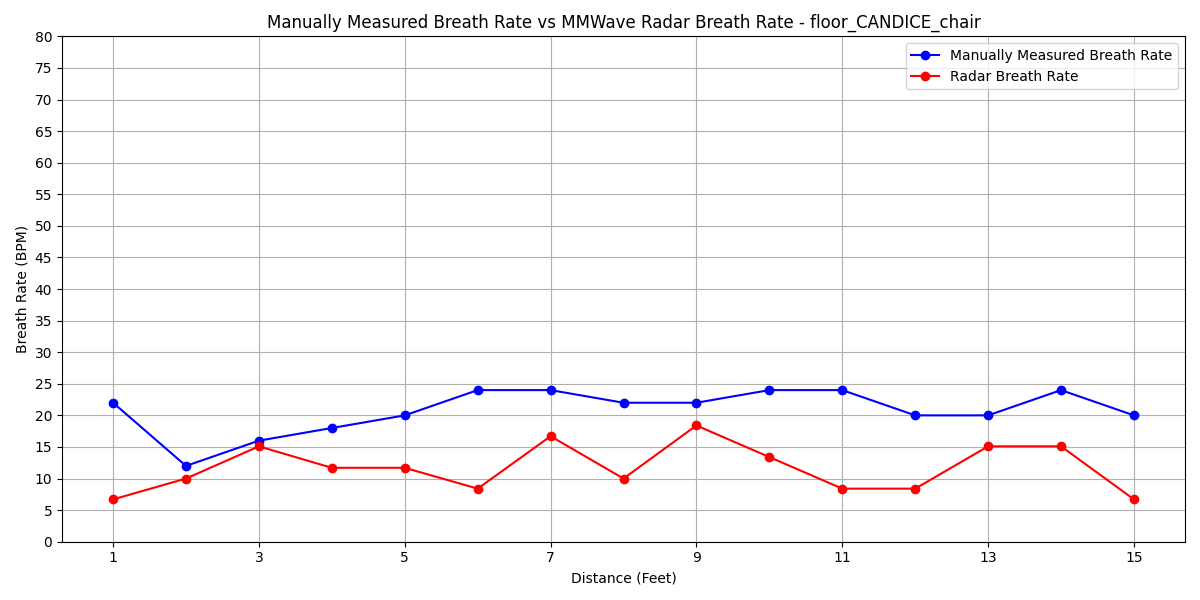 Manually Measured Breath Rate vs MMWave Radar Breath Rate - floor_CANDICE_chair
Manually Measured Breath Rate
Radar Breath Rate
Breath Rate (BPM)
80
75
70
65
60
55
50
45
40
35
30
25
20
15
10
5
0
1 3 5 7 9 11 13 15
Distance (Feet)